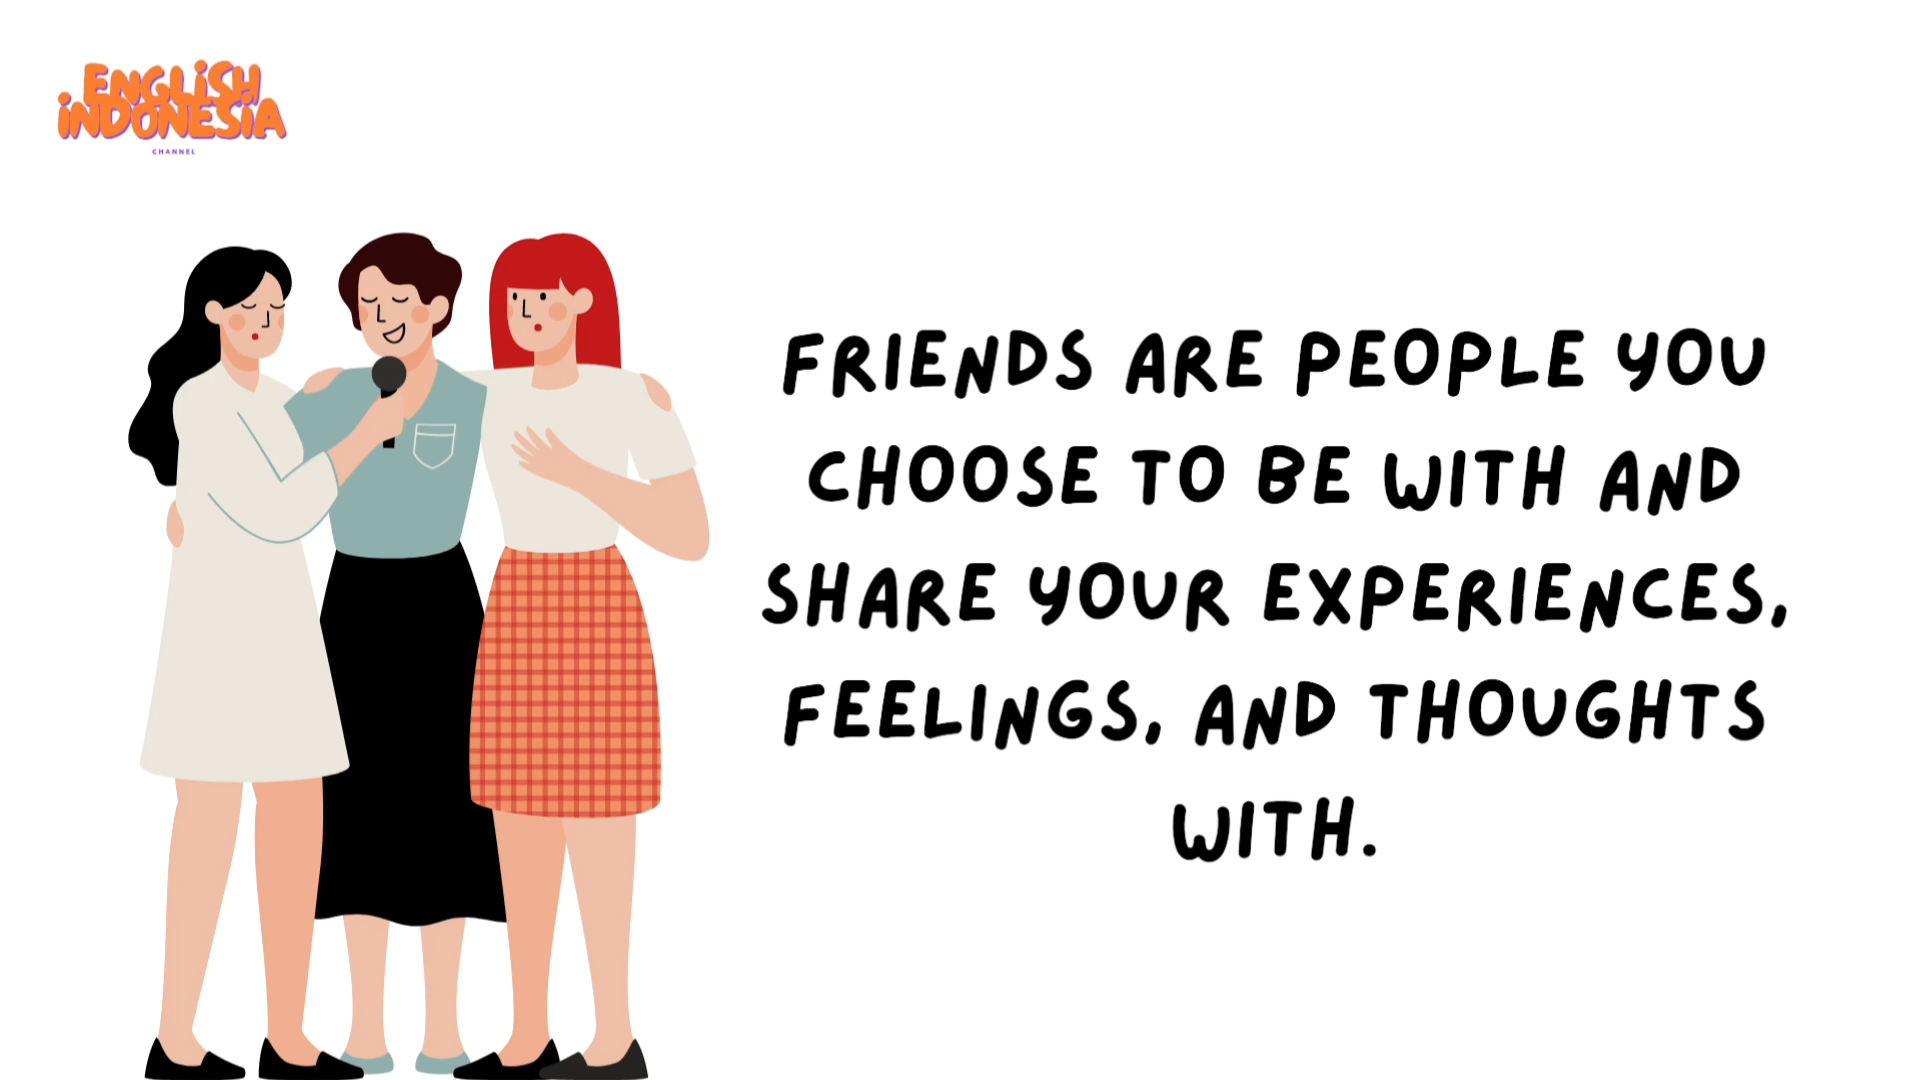 ENGLISH
INDONESIA
CHANNEL
FRIENDS ARE PEOPLE YOU
CHOOSE TO BE WITH AND
SHARE YOUR EXPERIENCES,
FEELINGS, AND THOUGHTS
WITH.